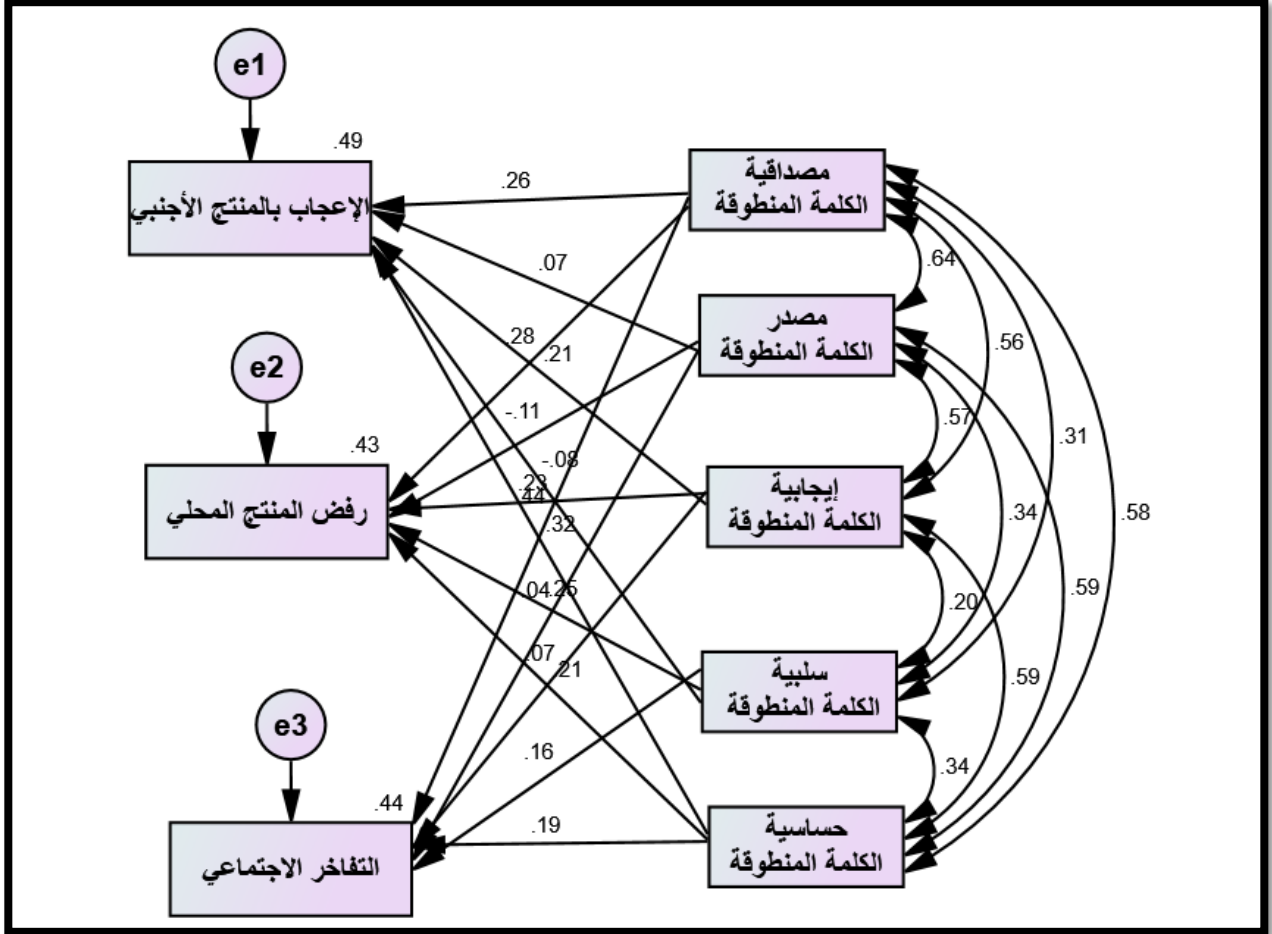 e1
.49
الإعجاب بالمنتج الأجنبي
e2
.43
رفض المنتج المحلي
e3
.44
التفاخر الاجتماعي
مصداقية
الكلمة المنطوقة
مصدر
الكلمة المنطوقة
إيجابية
الكلمة المنطوقة
سلبية
الكلمة المنطوقة
حساسية
الكلمة المنطوقة
.26
.07
.28
.21
-.11
-.08
.23
.44
.32
.04
.25
.07
.21
.16
.19
.64
.56
.57
.31
.34
.58
.59
.20
.59
.34